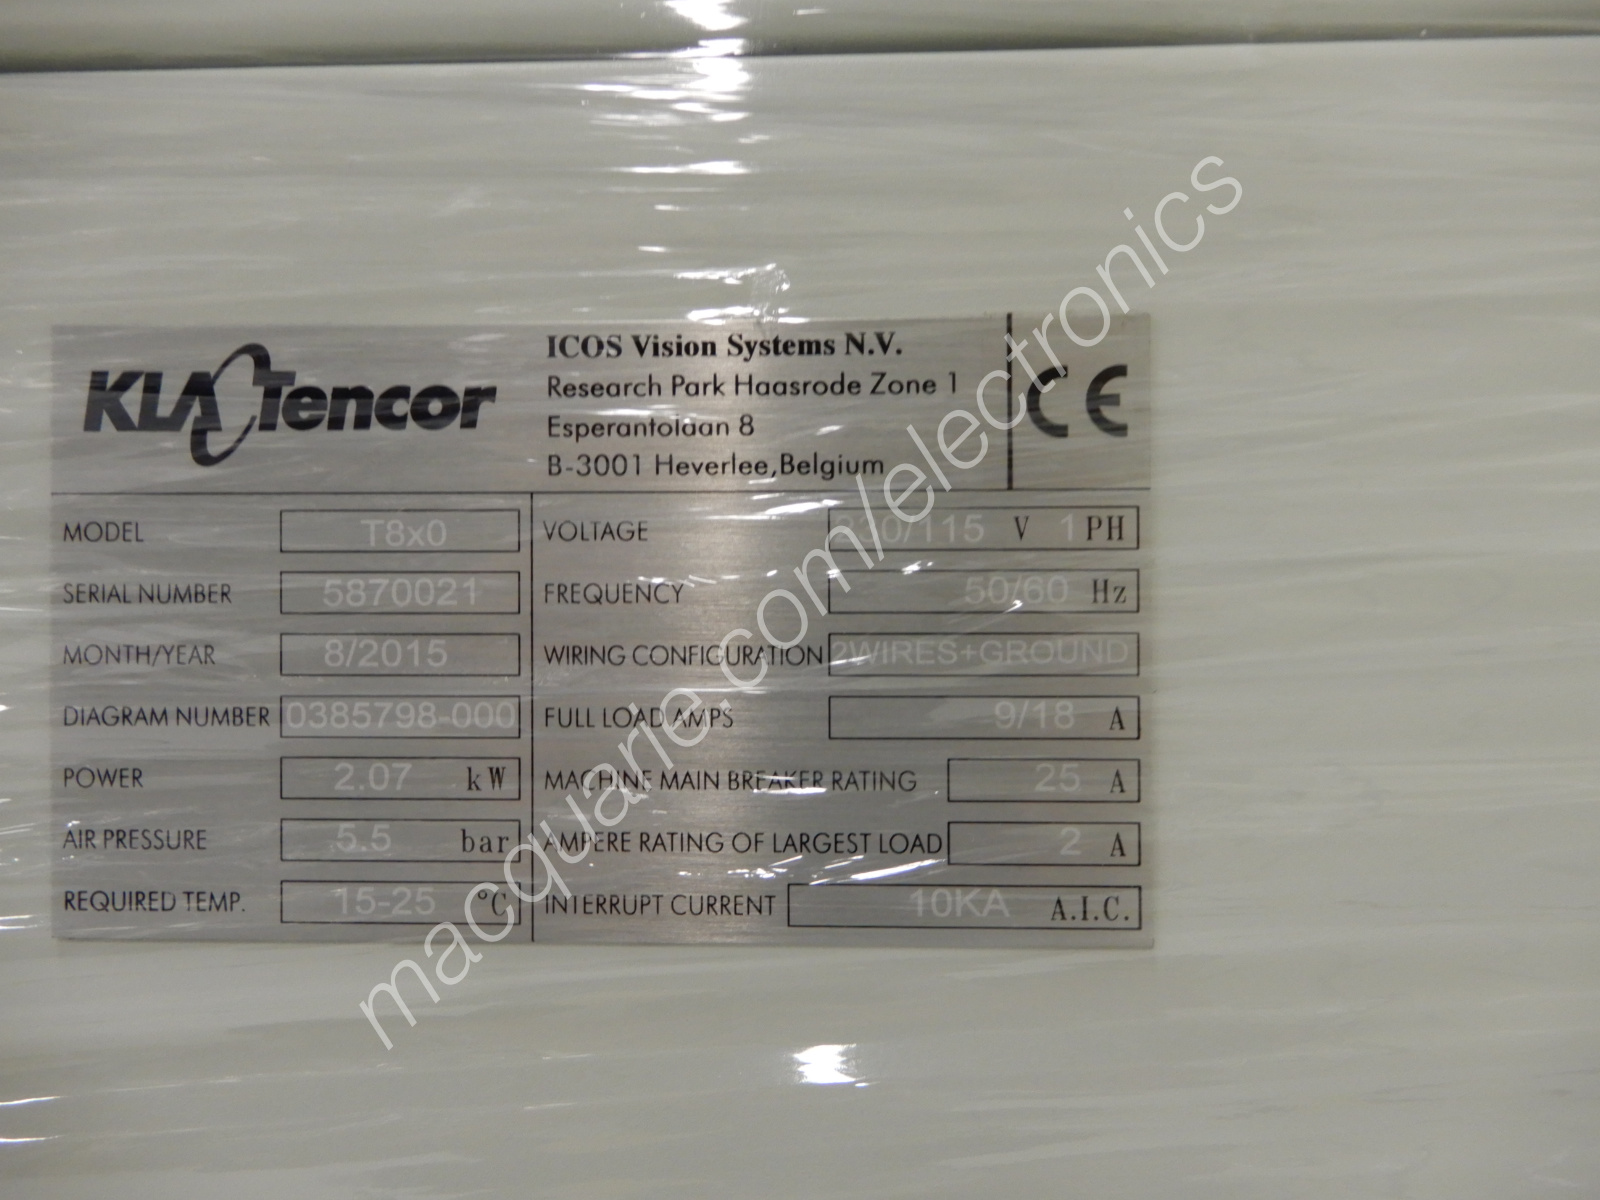 KLA Tencor
ICOS Vision Systems N.V.
Research Park Haasrode Zone 1
Esperantolaan 8
B-3001 Heverlee,Belgium
CE
MODEL T8x0
SERIAL NUMBER 5870021
MONTH/YEAR 8/2015
DIAGRAM NUMBER 0385798-000
POWER 2.07 kW
AIR PRESSURE 5.5 bar
REQUIRED TEMP. 15-25 °C
VOLTAGE 230/115 V 1 PH
FREQUENCY 50/60 Hz
WIRING CONFIGURATION 2WIRES+GROUND
FULL LOAD AMPS 9/18 A
MACHINE MAIN BREAKER RATING 25 A
AMPERE RATING OF LARGEST LOAD 2 A
INTERRUPT CURRENT 10KA A.I.C.
macquarie.com/electronics